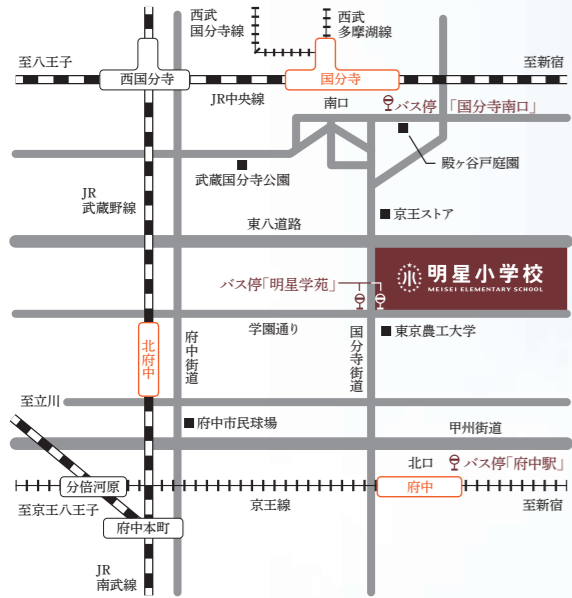 西武
国分寺線
西武
多摩湖線
至八王子
西国分寺
国分寺
至新宿
JR中央線
南口
バス停「国分寺南口」
殿ヶ谷戸庭園
武蔵国分寺公園
JR
武蔵野線
京王ストア
東八道路
明星小学校
MEISEI ELEMENTARY SCHOOL
バス停「明星学苑」
学園通り
東京農工大学
北府中
府中街道
国分寺街道
至立川
府中市民球場
甲州街道
北口
バス停「府中駅」
分倍河原
府中
至京王八王子
京王線
至新宿
府中本町
JR
南武線